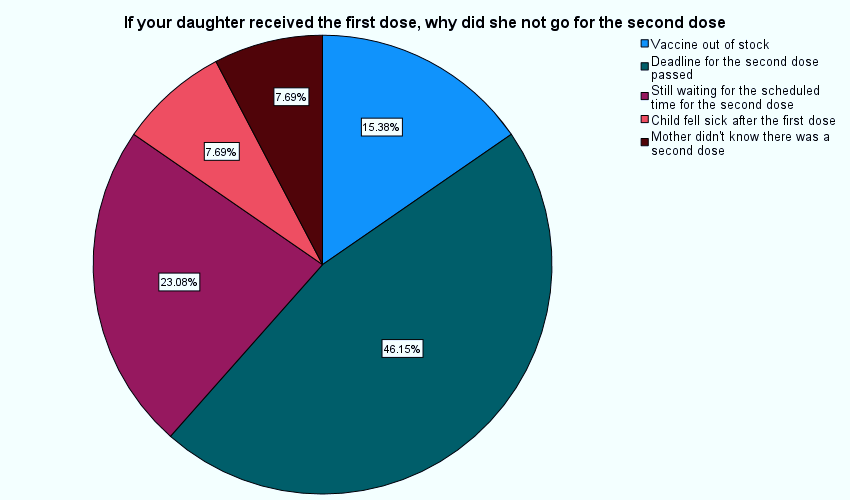 If your daughter received the first dose, why did she not go for the second dose
Vaccine out of stock
Deadline for the second dose
passed
Still waiting for the scheduled
time for the second dose
Child fell sick after the first dose
Mother didn't know there was a
second dose
7.69%
15.38%
7.69%
23.08%
46.15%